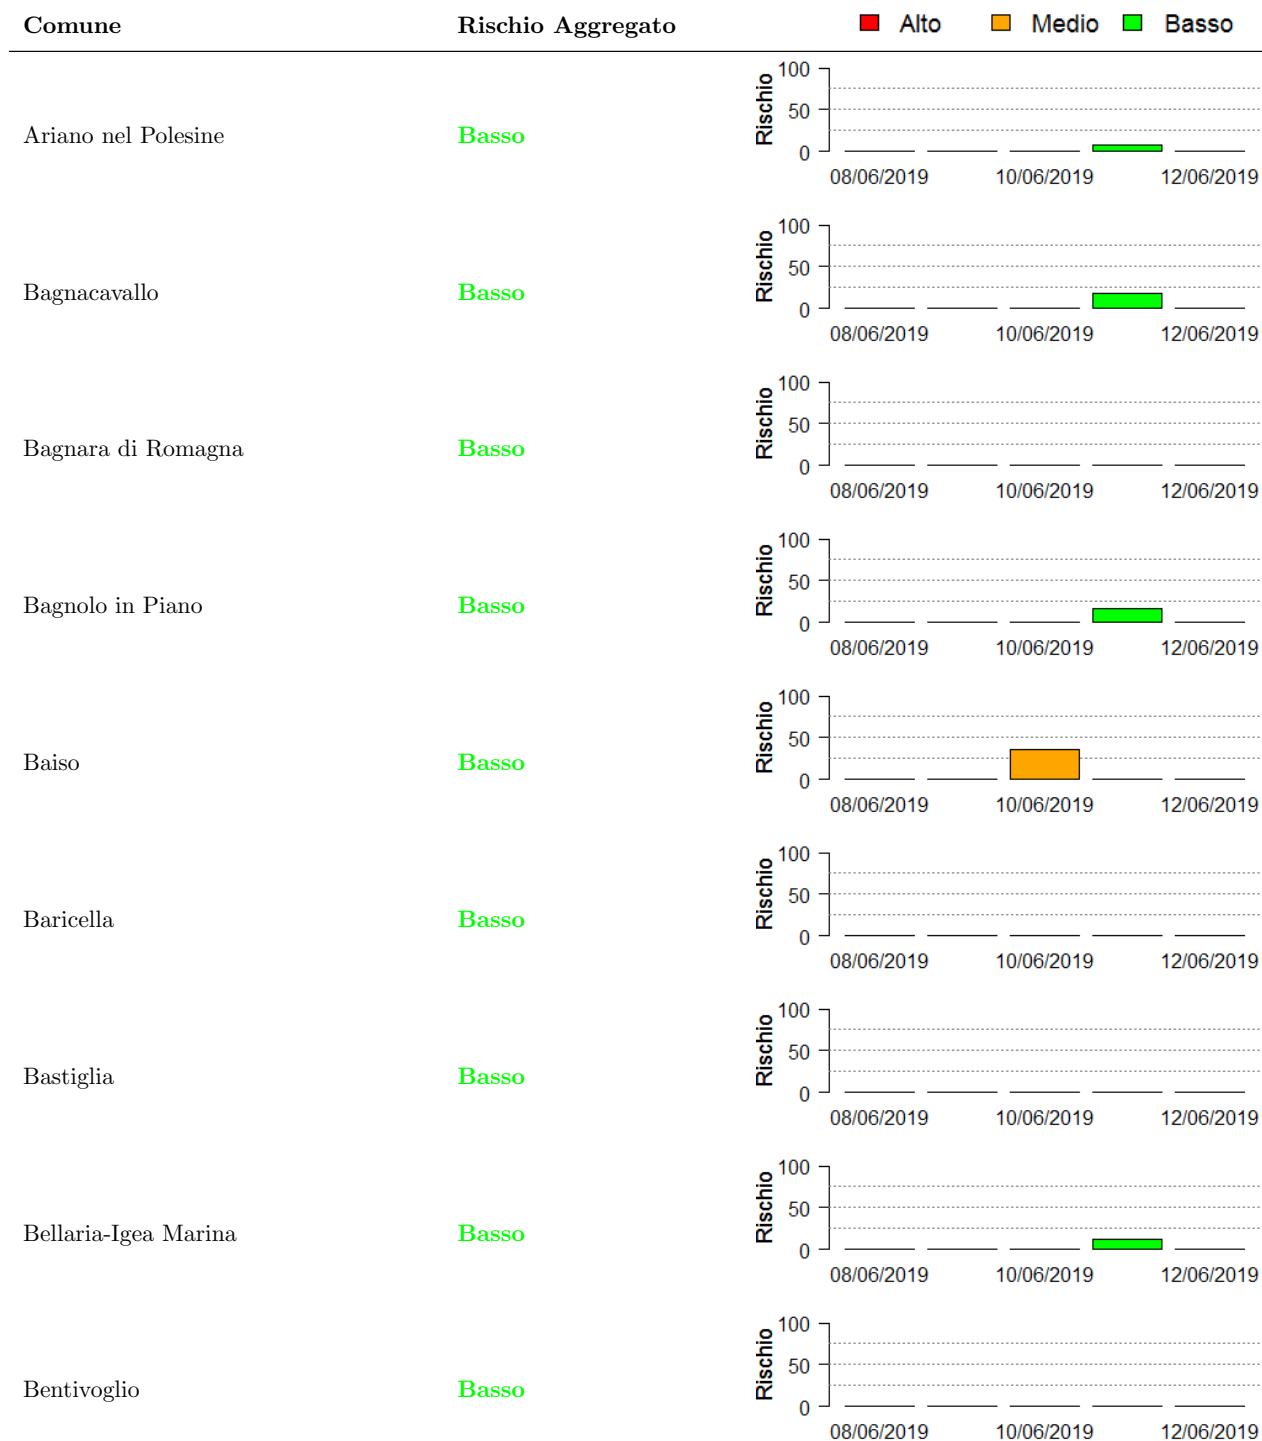 Comune Rischio Aggregato Alto Medio Basso
100
50
0
Rischio
Ariano nel Polesine Basso
08/06/2019 10/06/2019 12/06/2019
100
50
0
Rischio
Bagnacavallo Basso
08/06/2019 10/06/2019 12/06/2019
100
50
0
Rischio
Bagnara di Romagna Basso
08/06/2019 10/06/2019 12/06/2019
100
50
0
Rischio
Bagnolo in Piano Basso
08/06/2019 10/06/2019 12/06/2019
100
50
0
Rischio
Baiso Basso
08/06/2019 10/06/2019 12/06/2019
100
50
0
Rischio
Baricella Basso
08/06/2019 10/06/2019 12/06/2019
100
50
0
Rischio
Bastiglia Basso
08/06/2019 10/06/2019 12/06/2019
100
50
0
Rischio
Bellaria-Igea Marina Basso
08/06/2019 10/06/2019 12/06/2019
100
50
0
Rischio
Bentivoglio Basso
08/06/2019 10/06/2019 12/06/2019